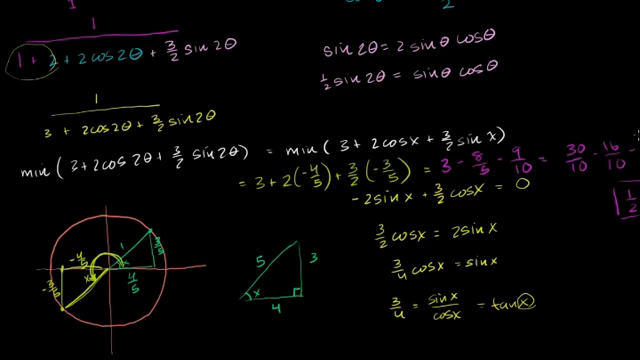 1
1 + 2 + 2cos2θ + 3/2 sin2θ
2
sin2θ = 2sinθ cosθ
1/2 sin2θ = sinθ cosθ
1
3 + 2cos2θ + 3/2 sin2θ
min(3 + 2cos2θ + 3/2 sin2θ) = min(3 + 2cosx + 3/2 sinx)
= 3 + 2(-4/5) + 3/2(-3/5) = 3 - 8/5 - 9/10 = 30/10 - 16/10 -
1/2
-2sinx + 3/2 cosx = 0
3/2 cosx = 2sinx
3/4 cosx = sinx
3/4 = sinx/cosx = tan x
-4/5
-3/5
x
1
x
3/5
4/5
5
3
x
4